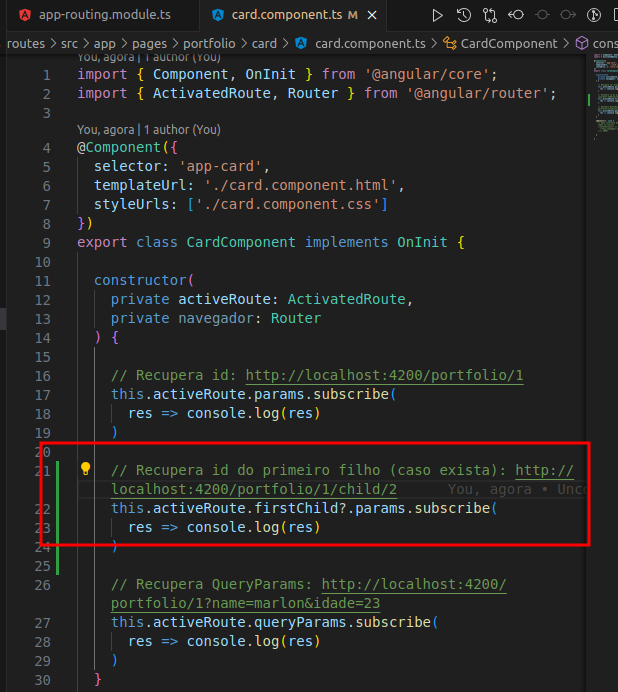 app-routing.module.ts
card.component.ts M
routes > src > app > pages > portfolio > card > card.component.ts > CardComponent > cons
You, agora | 1 author (You)
1 import { Component, OnInit } from '@angular/core';
2 import { ActivatedRoute, Router } from '@angular/router';
3
You, agora | 1 author (You)
4 @Component({
5 selector: 'app-card',
6 templateUrl: './card.component.html',
7 styleUrls: ['./card.component.css']
8 })
9 export class CardComponent implements OnInit {
10
11 constructor(
12 private activeRoute: ActivatedRoute,
13 private navegador: Router
14 ) {
15
16 // Recupera id: http://localhost:4200/portfolio/1
17 this.activeRoute.params.subscribe(
18 res => console.log(res)
19 )
20
21 // Recupera id do primeiro filho (caso exista): http://
localhost:4200/portfolio/1/child/2 You, agora • Unco
22 this.activeRoute.firstChild?.params.subscribe(
23 res => console.log(res)
24 )
25
26 // Recupera QueryParams: http://localhost:4200/
portfolio/1?name=marlon&idade=23
27 this.activeRoute.queryParams.subscribe(
28 res => console.log(res)
29 )
30 }